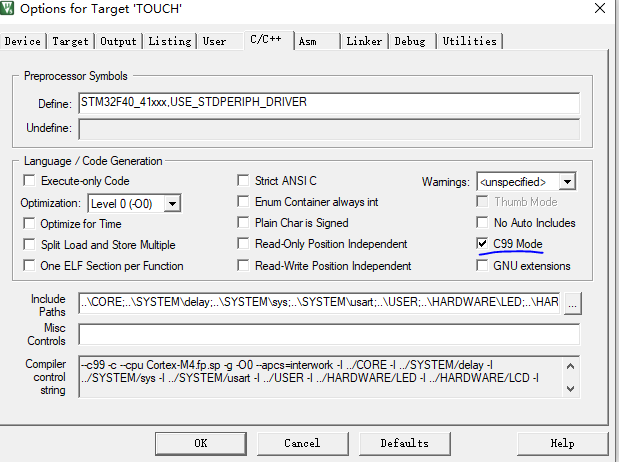 Options for Target 'TOUCH'
Device Target Output Listing User C/C++ Asm Linker Debug Utilities
Preprocessor Symbols
Define: STM32F40_41xxx,USE_STDPERIPH_DRIVER
Undefine:
Language / Code Generation
Execute-only Code Strict ANSI C Warnings: <unspecified>
Optimization: Level 0 (-O0) Enum Container always int Thumb Mode
Optimize for Time Plain Char is Signed No Auto Includes
Split Load and Store Multiple Read-Only Position Independent C99 Mode
One ELF Section per Function Read-Write Position Independent GNU extensions
Include Paths ..\CORE;..\SYSTEM\delay;..\SYSTEM\sys;..\SYSTEM\usart;..\USER;..\HARDWARE\LED;..\HAR ...
Misc Controls
Compiler control string --c99 -c --cpu Cortex-M4.fp.sp -g -O0 --apcs=interwork -I ../CORE -I ../SYSTEM/delay -I
../SYSTEM/sys -I ../SYSTEM/usart -I ../USER -I ../HARDWARE/LED -I ../HARDWARE/LCD -I
OK Cancel Defaults Help